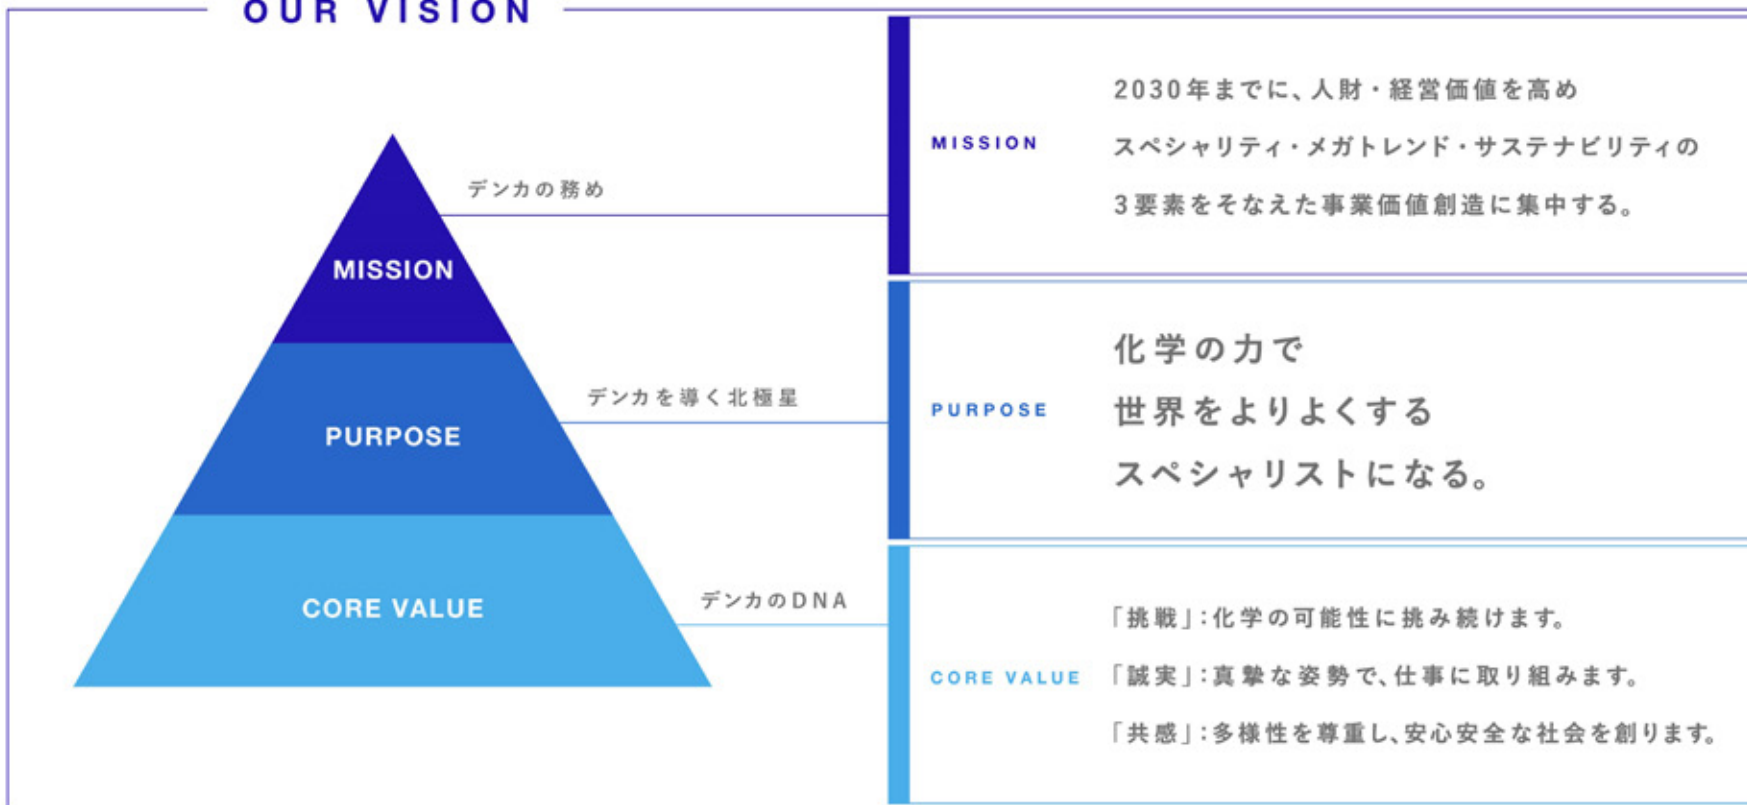 OUR VISION
デンカの務め
MISSION
デンカを導く北極星
PURPOSE
デンカのDNA
CORE VALUE
MISSION
2030年までに、人財・経営価値を高め
スペシャリティ・メガトレンド・サステナビリティの
3要素をそなえた事業価値創造に集中する。
PURPOSE
化学の力で
世界をよりよくする
スペシャリストになる。
CORE VALUE
「挑戦」：化学の可能性に挑み続けます。
「誠実」：真摯な姿勢で、仕事に取り組みます。
「共感」：多様性を尊重し、安心安全な社会を創ります。